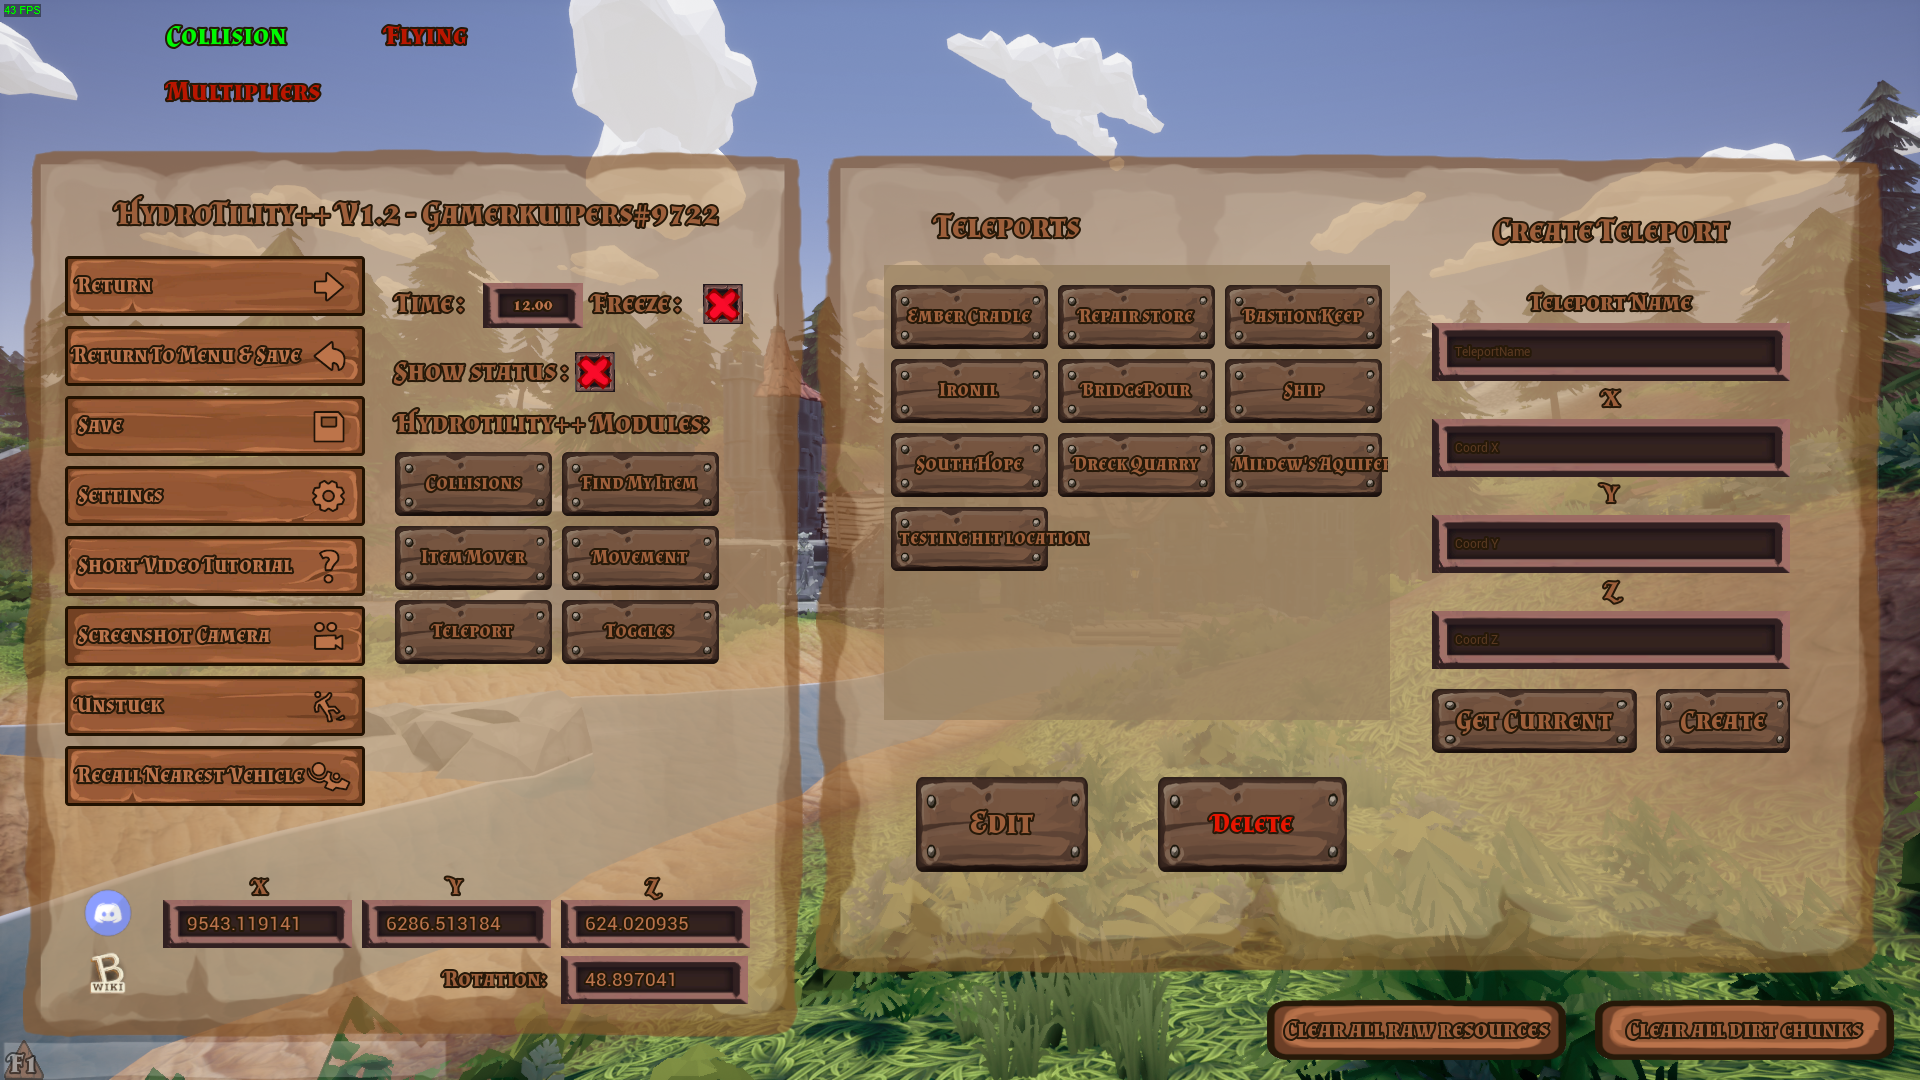 43 FPS
Collision
Flying
Multipliers
HydroTility++ V1.2 - Gamerkuipers#9722
Return
Return To Menu & Save
Save
Settings
Short Video Tutorial
Screenshot Camera
Unstuck
Recall Nearest Vehicle
Time :
12.00
Freeze :
Show status :
Hydrotility++ Modules:
Collisions
Find My Item
Item Mover
Movement
Teleport
Toggles
X
Y
Z
9543.119141
6286.513184
624.020935
Rotation:
48.897041
B
WIKI
F1
Teleports
Ember Cradle
Repair store
Bastion Keep
Ironil
BridgePour
Ship
South Hope
Dreck Quarry
Mildew's Aquifer
Testing hit location
Edit
Delete
Create Teleport
Teleport Name
TeleportName
X
Coord X
Y
Coord Y
Z
Coord Z
Get Current
Create
Clear all raw resources
Clear all dirt chunks